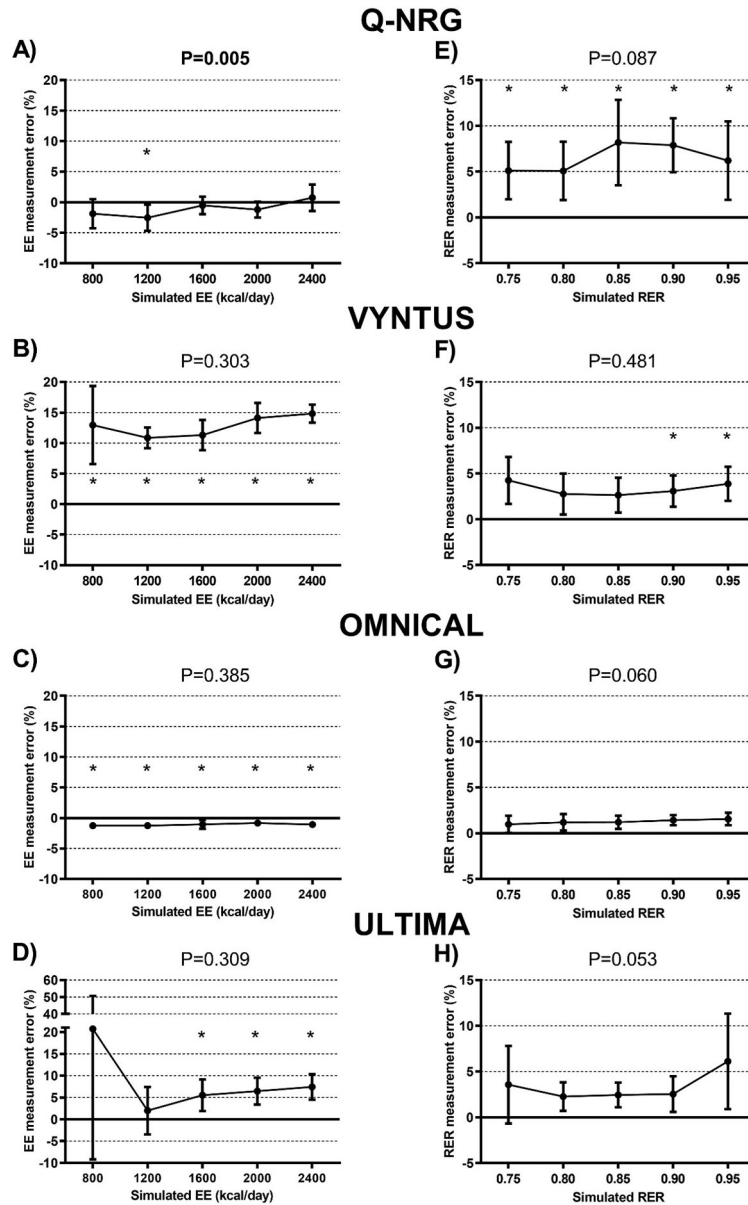 Q-NRG
A)
P=0.005
EE measurement error (%)
20
15
10
5
0
-5
-10
*
800 1200 1600 2000 2400
Simulated EE (kcal/day)
E)
P=0.087
RER measurement error (%)
15
10
5
0
-5
* * * * *
0.75 0.80 0.85 0.90 0.95
Simulated RER
VYNTUS
B)
P=0.303
EE measurement error (%)
20
15
10
5
0
-5
-10
* * * * *
800 1200 1600 2000 2400
Simulated EE (kcal/day)
F)
P=0.481
RER measurement error (%)
15
10
5
0
-5
* *
0.75 0.80 0.85 0.90 0.95
Simulated RER
OMNICAL
C)
P=0.385
EE measurement error (%)
20
15
10
5
0
-5
-10
* * * * *
800 1200 1600 2000 2400
Simulated EE (kcal/day)
G)
P=0.060
RER measurement error (%)
15
10
5
0
-5
0.75 0.80 0.85 0.90 0.95
Simulated RER
ULTIMA
D)
P=0.309
EE measurement error (%)
60
50
40
20
15
10
5
0
-5
-10
* * *
800 1200 1600 2000 2400
Simulated EE (kcal/day)
H)
P=0.053
RER measurement error (%)
15
10
5
0
-5
0.75 0.80 0.85 0.90 0.95
Simulated RER